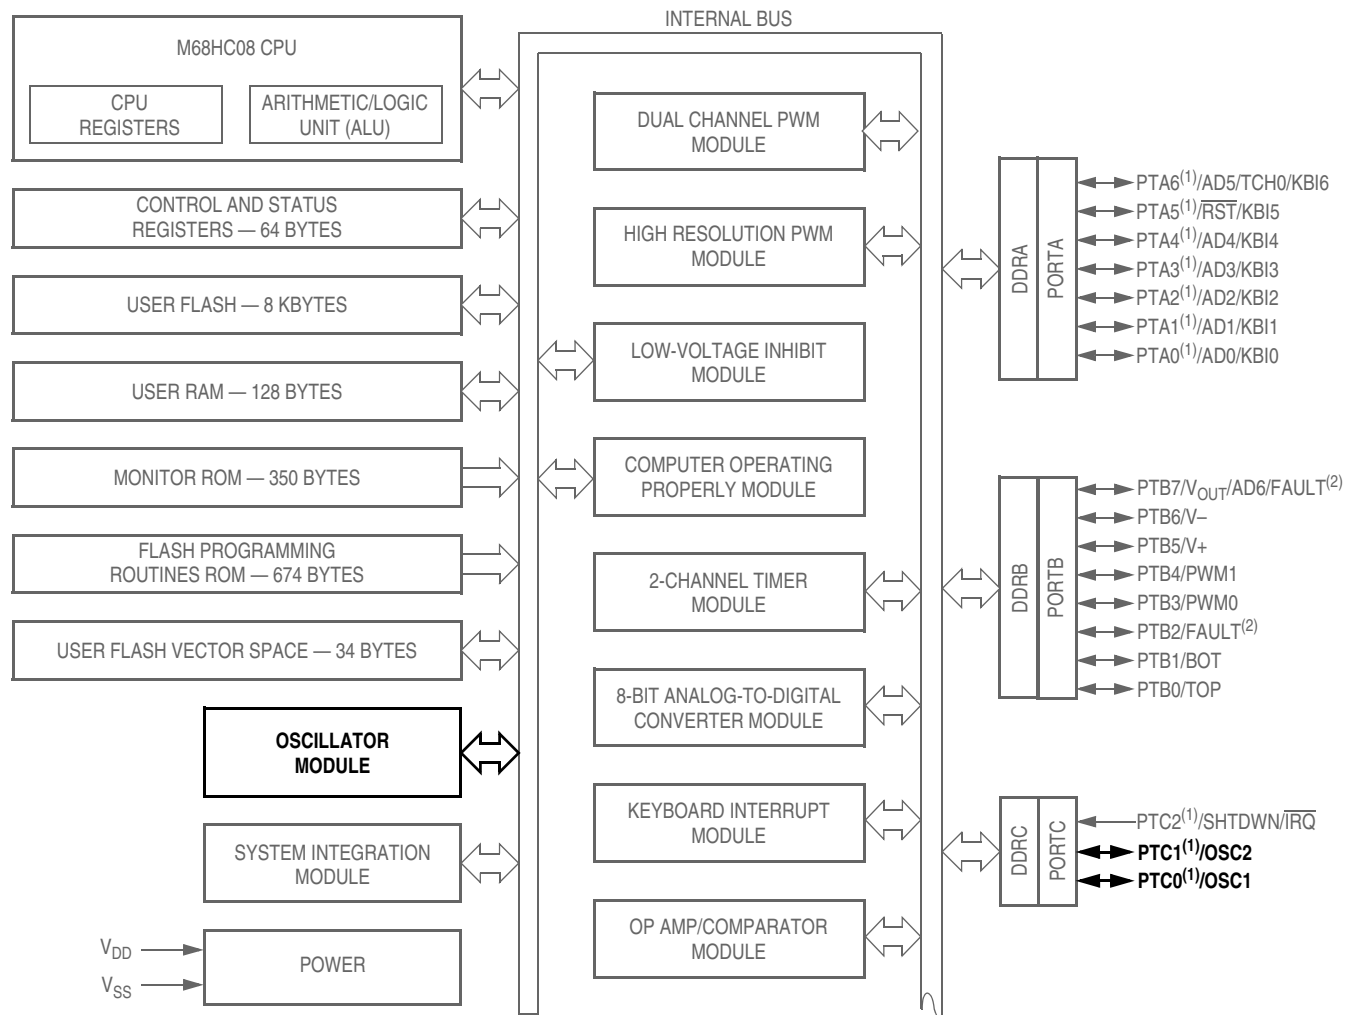 INTERNAL BUS
M68HC08 CPU
CPU
REGISTERS
ARITHMETIC/LOGIC
UNIT (ALU)
CONTROL AND STATUS
REGISTERS — 64 BYTES
USER FLASH — 8 KBYTES
USER RAM — 128 BYTES
MONITOR ROM — 350 BYTES
FLASH PROGRAMMING
ROUTINES ROM — 674 BYTES
USER FLASH VECTOR SPACE — 34 BYTES
OSCILLATOR
MODULE
SYSTEM INTEGRATION
MODULE
VDD
VSS
POWER
DUAL CHANNEL PWM
MODULE
HIGH RESOLUTION PWM
MODULE
LOW-VOLTAGE INHIBIT
MODULE
COMPUTER OPERATING
PROPERLY MODULE
2-CHANNEL TIMER
MODULE
8-BIT ANALOG-TO-DIGITAL
CONVERTER MODULE
KEYBOARD INTERRUPT
MODULE
OP AMP/COMPARATOR
MODULE
DDRA
PORTA
PTA6(1)/AD5/TCH0/KBI6
PTA5(1)/RST/KBI5
PTA4(1)/AD4/KBI4
PTA3(1)/AD3/KBI3
PTA2(1)/AD2/KBI2
PTA1(1)/AD1/KBI1
PTA0(1)/AD0/KBI0
DDRB
PORTB
PTB7/VOUT/AD6/FAULT(2)
PTB6/V–
PTB5/V+
PTB4/PWM1
PTB3/PWM0
PTB2/FAULT(2)
PTB1/BOT
PTB0/TOP
DDRC
PORTC
PTC2(1)/SHTDWN/IRQ
PTC1(1)/OSC2
PTC0(1)/OSC1